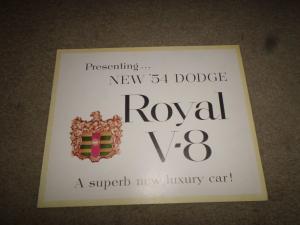 Presenting...
NEW '54 DODGE
Royal
V-8
A superb new luxury car!